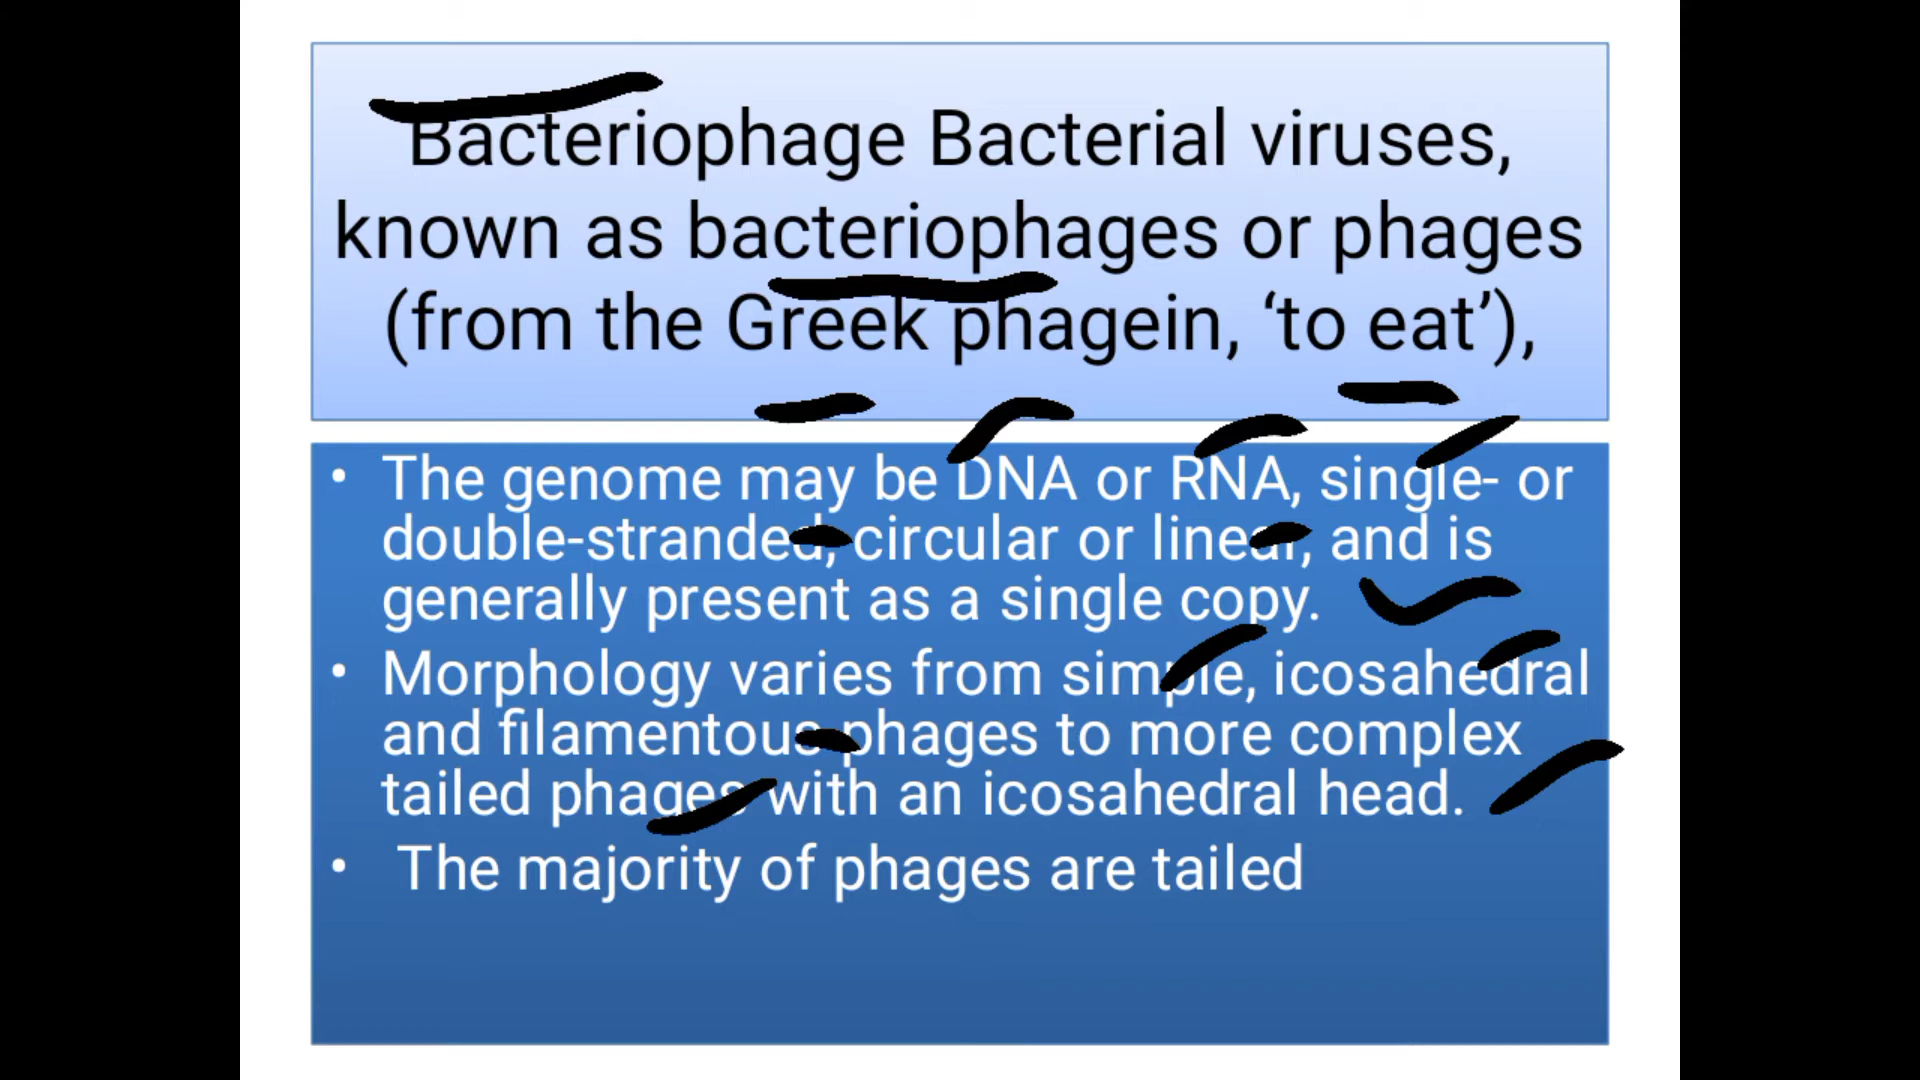 Bacteriophage Bacterial viruses,
known as bacteriophages or phages
(from the Greek phagein, ‘to eat’),
• The genome may be DNA or RNA, single- or
double-stranded, circular or linear, and is
generally present as a single copy.
• Morphology varies from simple, icosahedral
and filamentous phages to more complex
tailed phages with an icosahedral head.
• The majority of phages are tailed